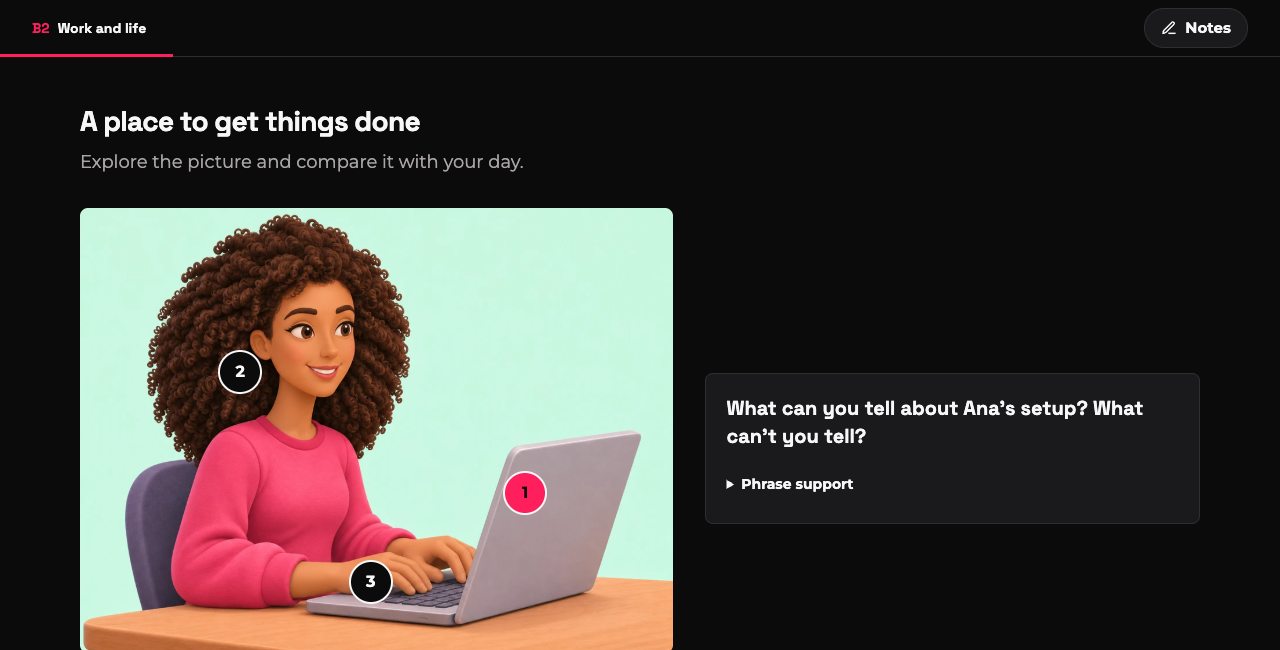 B2 Work and life
Notes
A place to get things done
Explore the picture and compare it with your day.
2
1
3
What can you tell about Ana’s setup? What
can’t you tell?
Phrase support